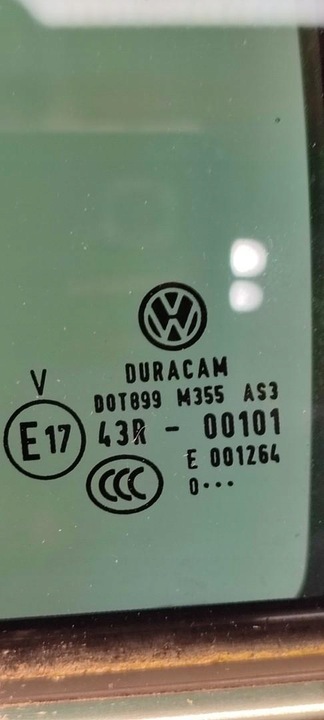 DURACAM
V
DOT899 M355 AS3
E17
43R - 00101
E 001264
CCC
0•••